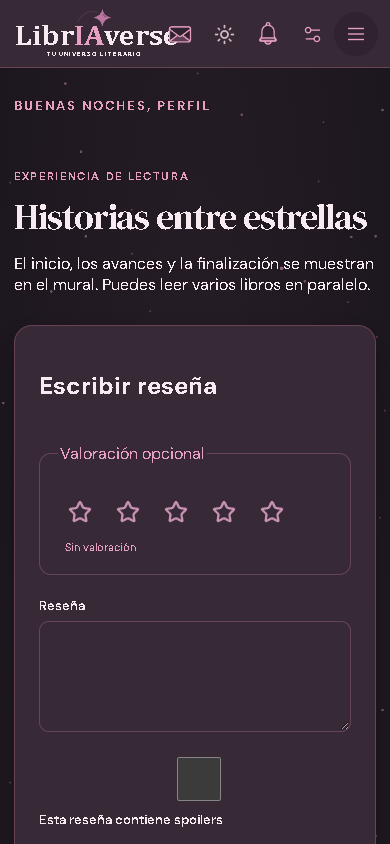 LibrIAverso
TU UNIVERSO LITERARIO
BUENAS NOCHES, PERFIL
EXPERIENCIA DE LECTURA
Historias entre estrellas
El inicio, los avances y la finalización se muestran
en el mural. Puedes leer varios libros en paralelo.
Escribir reseña
Valoración opcional
Sin valoración
Reseña
Esta reseña contiene spoilers